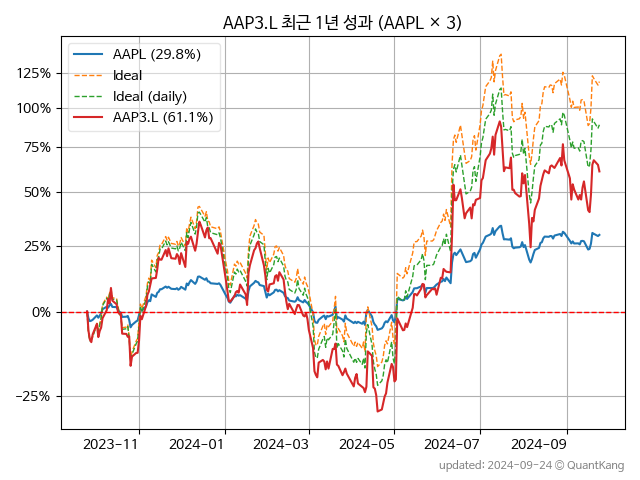 AAP3.L 최근 1년 성과 (AAPL × 3)
AAPL (29.8%)
Ideal
Ideal (daily)
AAP3.L (61.1%)
125%
100%
75%
50%
25%
0%
−25%
2023−11
2024−01
2024−03
2024−05
2024−07
2024−09
updated: 2024−09−24 © QuantKang